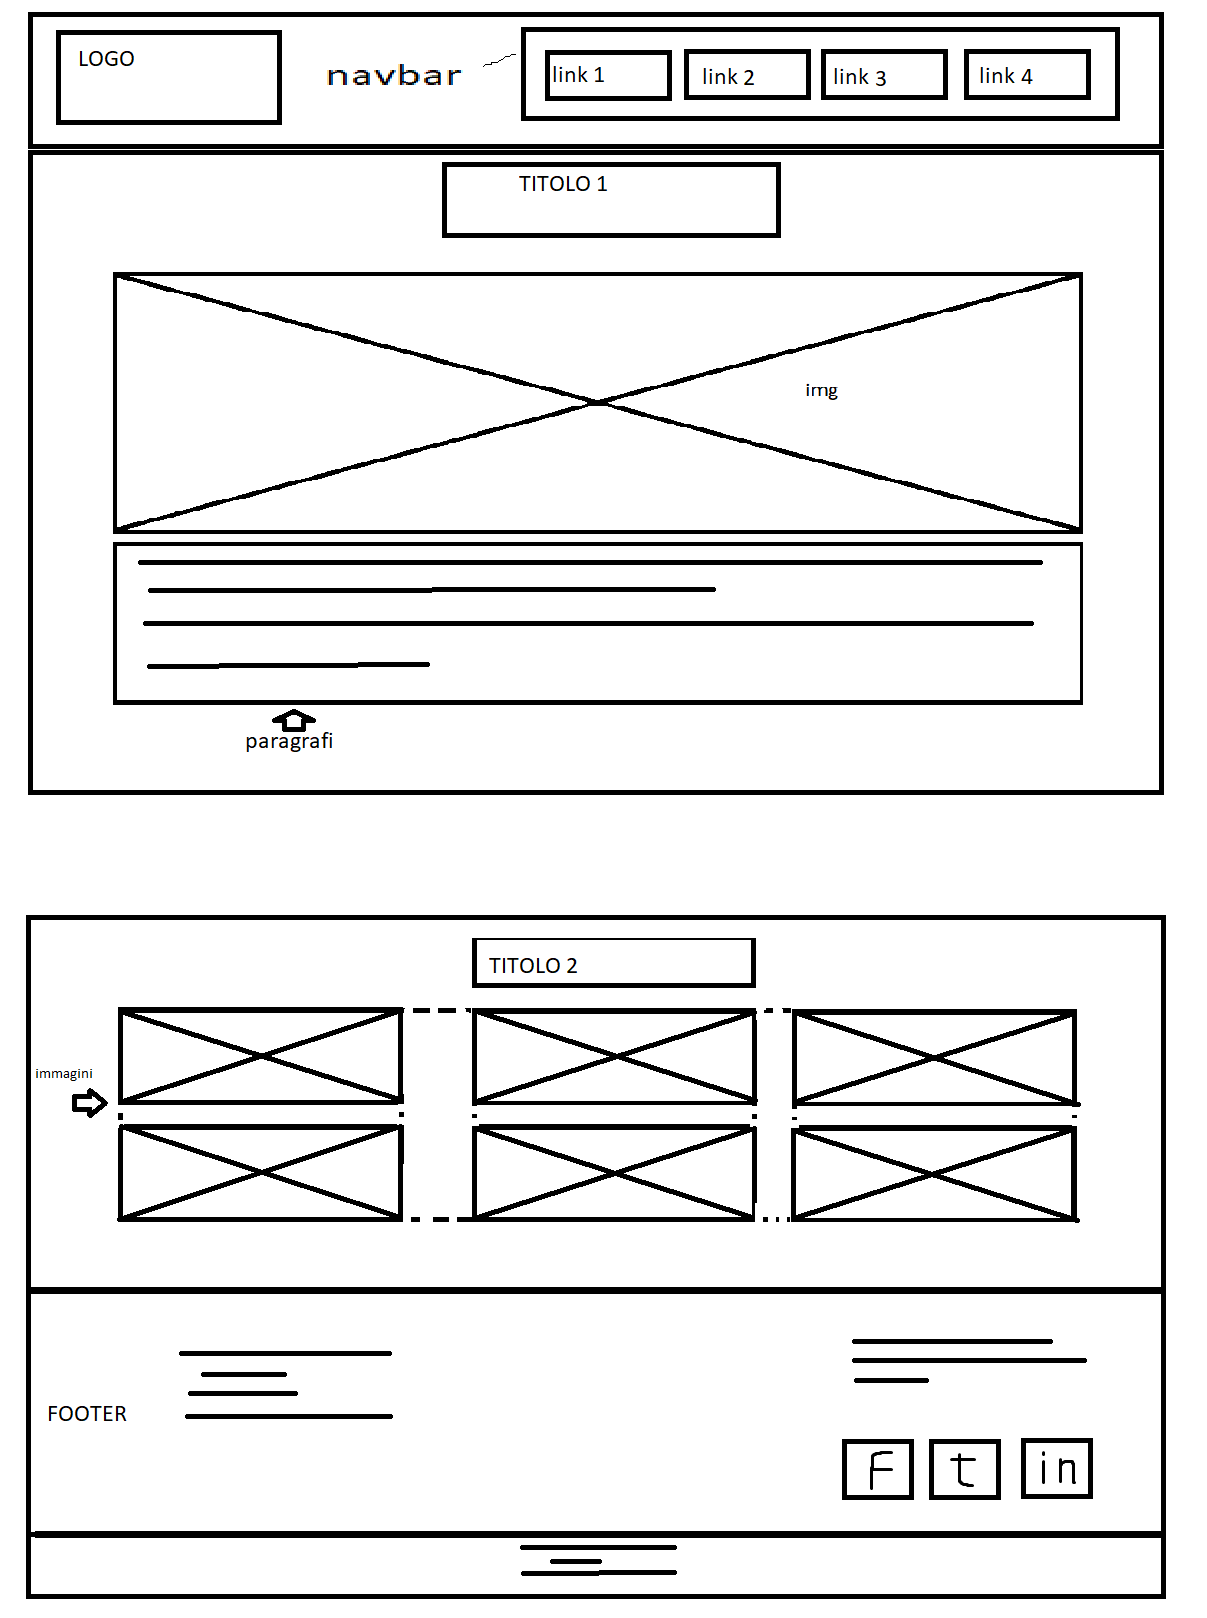 LOGO
navbar
link 1
link 2
link 3
link 4
TITOLO 1
img
paragrafi
TITOLO 2
immagini
FOOTER
F
t
in